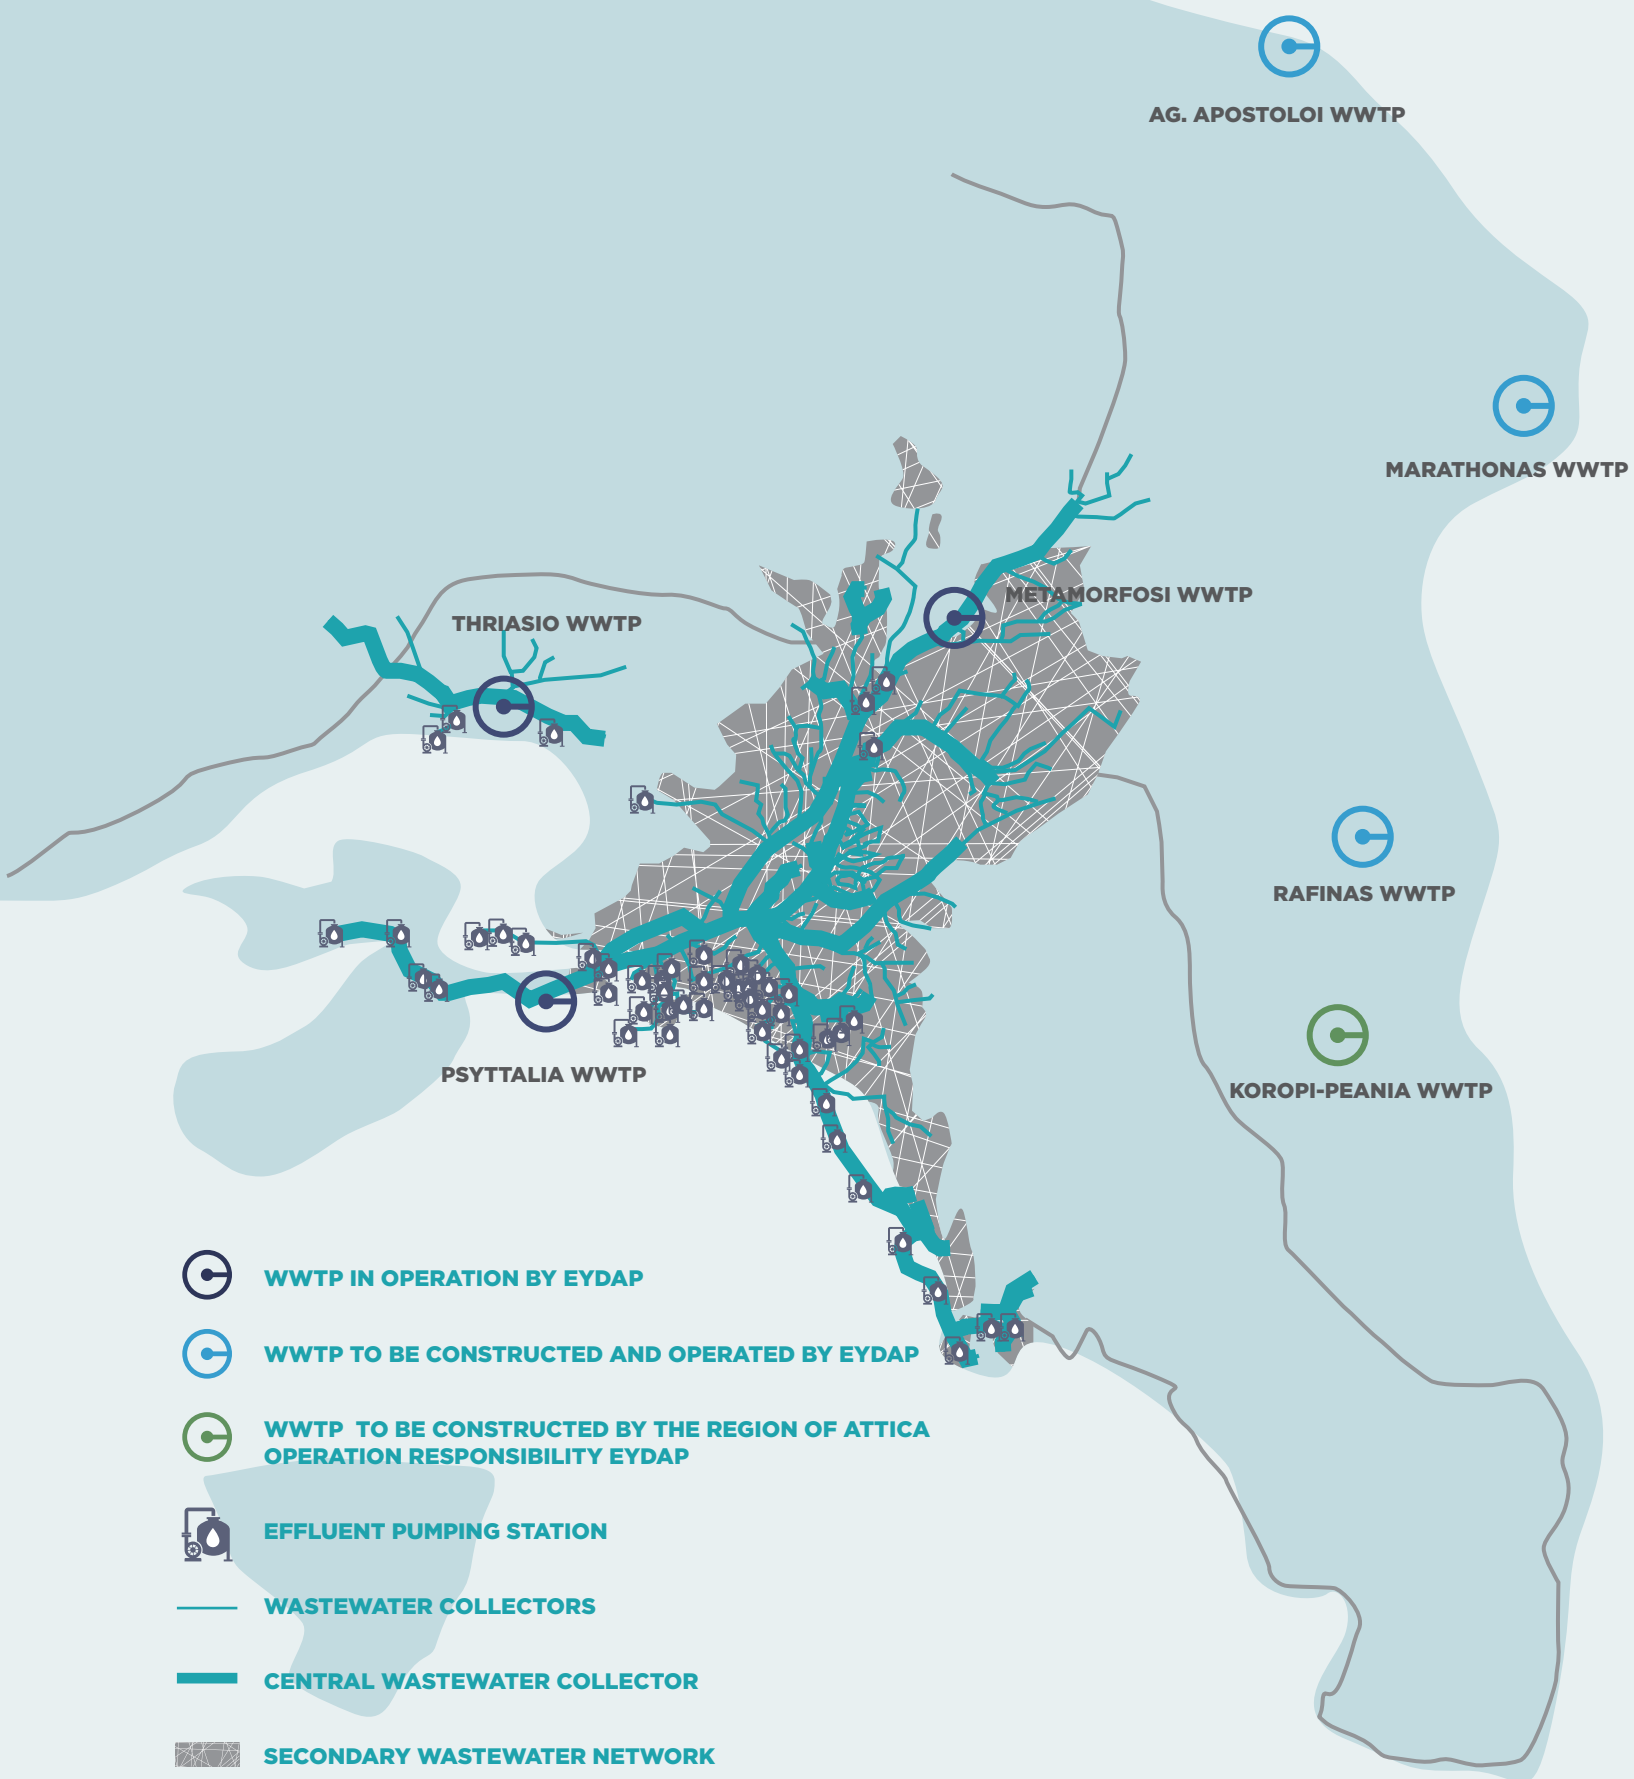 AG. APOSTOLOI WWTP
MARATHONAS WWTP
METAMORFOSI WWTP
THRIASIO WWTP
RAFINAS WWTP
PSYTTALIA WWTP
KOROPI-PEANIA WWTP
WWTP IN OPERATION BY EYDAP
WWTP TO BE CONSTRUCTED AND OPERATED BY EYDAP
WWTP TO BE CONSTRUCTED BY THE REGION OF ATTICA
OPERATION RESPONSIBILITY EYDAP
EFFLUENT PUMPING STATION
WASTEWATER COLLECTORS
CENTRAL WASTEWATER COLLECTOR
SECONDARY WASTEWATER NETWORK